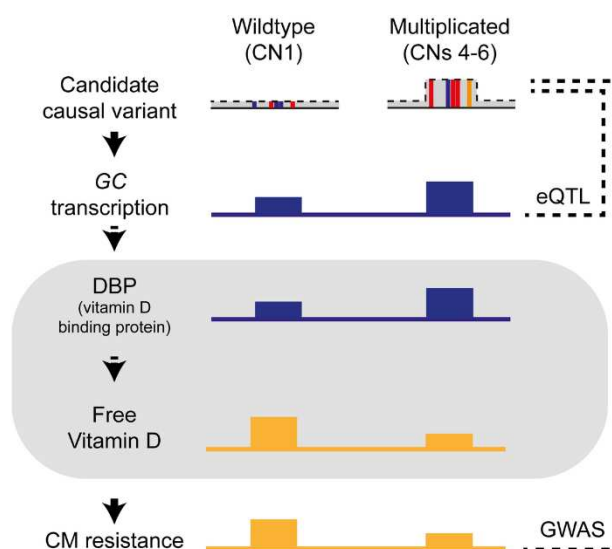 Wildtype
(CN1)
Multiplicated
(CNs 4-6)
Candidate
causal variant
GC
transcription
eQTL
DBP
(vitamin D
binding protein)
Free
Vitamin D
CM resistance
GWAS